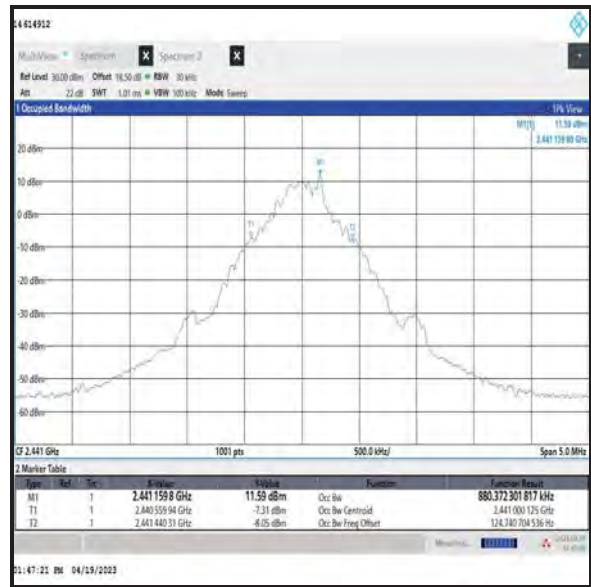 14 614912
MultiView Spectrum X Spectrum 2 X
Ref Level 30.00 dBm Offset 18.50 dB RBW 30 kHz
Att 22 dB SWT 1.01 ms VBW 100 kHz Mode Sweep
1 Occupied Bandwidth 1Pk View
M1[1] 11.59 dBm
2.441 159 80 GHz
M1
20 dBm
10 dBm
0 dBm
T1
T2
-10 dBm
-20 dBm
-30 dBm
-40 dBm
-50 dBm
-60 dBm
CF 2.441 GHz 1001 pts 500.0 kHz/ Span 5.0 MHz
2 Marker Table
Type Ref Trc X-Value Y-Value Function Function Result
M1 1 2.441 159 8 GHz 11.59 dBm Occ Bw 880.372 301 817 kHz
T1 1 2.440 559 94 GHz -7.31 dBm Occ Bw Centroid 2.441 000 125 GHz
T2 1 2.441 440 31 GHz -8.05 dBm Occ Bw Freq Offset 124.740 704 536 Hz
01:47:21 PM 04/19/2023